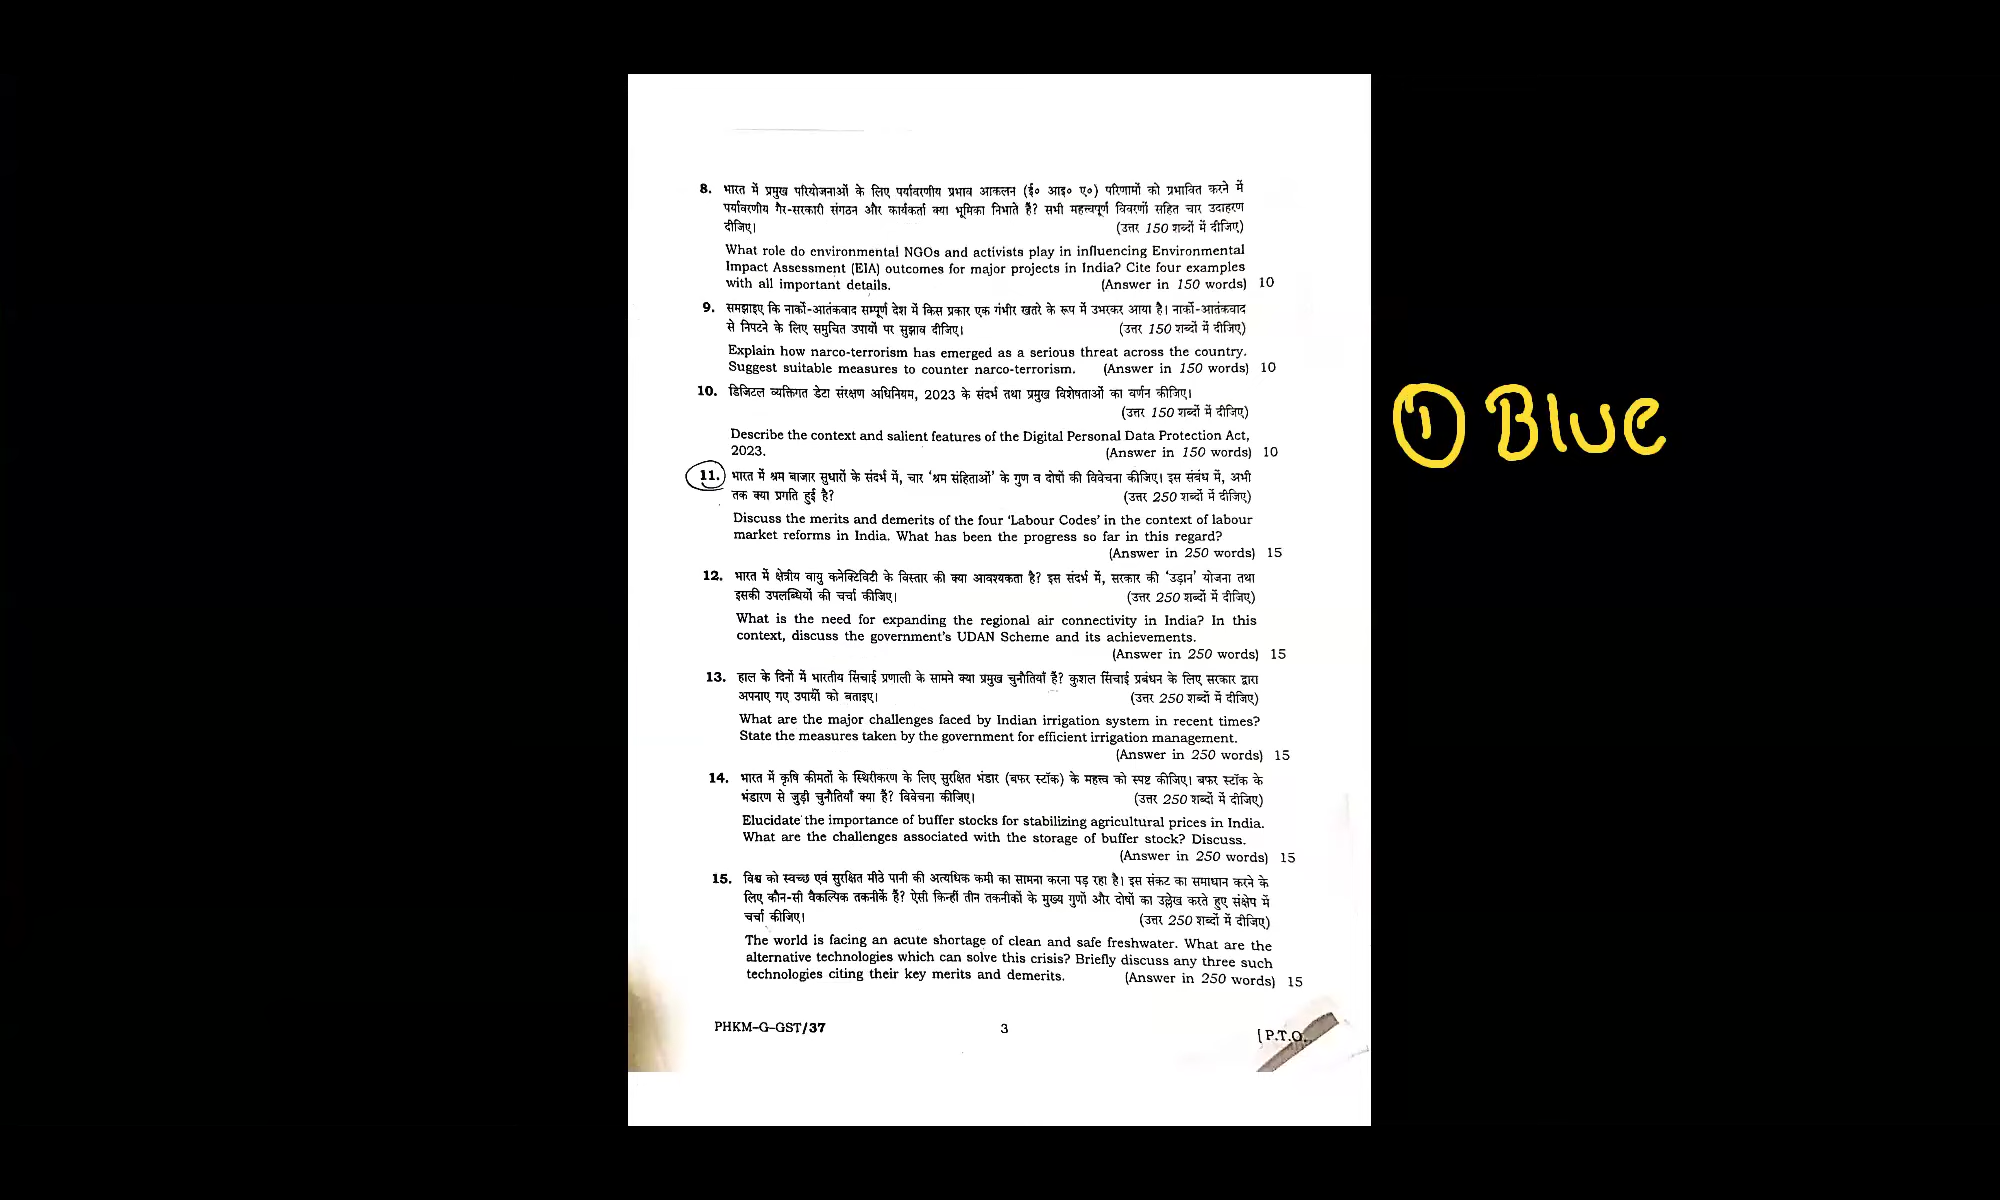 8. भारत में प्रमुख परियोजनाओं के लिए पर्यावरणीय प्रभाव आकलन (ई० आइ० ए०) परिणामों को प्रभावित करने में
पर्यावरणीय गैर-सरकारी संगठन और कार्यकर्ता क्या भूमिका निभाते हैं? सभी महत्त्वपूर्ण विवरणों सहित चार उदाहरण
दीजिए। (उत्तर 150 शब्दों में दीजिए)
What role do environmental NGOs and activists play in influencing Environmental
Impact Assessment (EIA) outcomes for major projects in India? Cite four examples
with all important details. (Answer in 150 words) 10
9. समझाइए कि नार्को-आतंकवाद सम्पूर्ण देश में किस प्रकार एक गंभीर खतरे के रूप में उभरकर आया है। नार्को-आतंकवाद
से निपटने के लिए समुचित उपायों पर सुझाव दीजिए। (उत्तर 150 शब्दों में दीजिए)
Explain how narco-terrorism has emerged as a serious threat across the country.
Suggest suitable measures to counter narco-terrorism. (Answer in 150 words) 10
10. डिजिटल व्यक्तिगत डेटा संरक्षण अधिनियम, 2023 के संदर्भ तथा प्रमुख विशेषताओं का वर्णन कीजिए।
(उत्तर 150 शब्दों में दीजिए)
Describe the context and salient features of the Digital Personal Data Protection Act,
2023. (Answer in 150 words) 10
① Blue
11. भारत में श्रम बाजार सुधारों के संदर्भ में, चार 'श्रम संहिताओं' के गुण व दोषों की विवेचना कीजिए। इस संबंध में, अभी
तक क्या प्रगति हुई है? (उत्तर 250 शब्दों में दीजिए)
Discuss the merits and demerits of the four 'Labour Codes' in the context of labour
market reforms in India. What has been the progress so far in this regard?
(Answer in 250 words) 15
12. भारत में क्षेत्रीय वायु कनेक्टिविटी के विस्तार की क्या आवश्यकता है? इस संदर्भ में, सरकार की 'उड़ान' योजना तथा
इसकी उपलब्धियों की चर्चा कीजिए। (उत्तर 250 शब्दों में दीजिए)
What is the need for expanding the regional air connectivity in India? In this
context, discuss the government's UDAN Scheme and its achievements.
(Answer in 250 words) 15
13. हाल के दिनों में भारतीय सिंचाई प्रणाली के सामने क्या प्रमुख चुनौतियाँ हैं? कुशल सिंचाई प्रबंधन के लिए सरकार द्वारा
अपनाए गए उपायों को बताइए। (उत्तर 250 शब्दों में दीजिए)
What are the major challenges faced by Indian irrigation system in recent times?
State the measures taken by the government for efficient irrigation management.
(Answer in 250 words) 15
14. भारत में कृषि कीमतों के स्थिरीकरण के लिए सुरक्षित भंडार (बफर स्टॉक) के महत्त्व को स्पष्ट कीजिए। बफर स्टॉक के
भंडारण से जुड़ी चुनौतियाँ क्या हैं? विवेचना कीजिए। (उत्तर 250 शब्दों में दीजिए)
Elucidate the importance of buffer stocks for stabilizing agricultural prices in India.
What are the challenges associated with the storage of buffer stock? Discuss.
(Answer in 250 words) 15
15. विश्व को स्वच्छ एवं सुरक्षित मीठे पानी की अत्यधिक कमी का सामना करना पड़ रहा है। इस संकट का समाधान करने के
लिए कौन-सी वैकल्पिक तकनीकें हैं? ऐसी किन्हीं तीन तकनीकों के मुख्य गुणों और दोषों का उल्लेख करते हुए संक्षेप में
चर्चा कीजिए। (उत्तर 250 शब्दों में दीजिए)
The world is facing an acute shortage of clean and safe freshwater. What are the
alternative technologies which can solve this crisis? Briefly discuss any three such
technologies citing their key merits and demerits. (Answer in 250 words) 15
PHKM-G-GST/37 3 [ P.T.O.